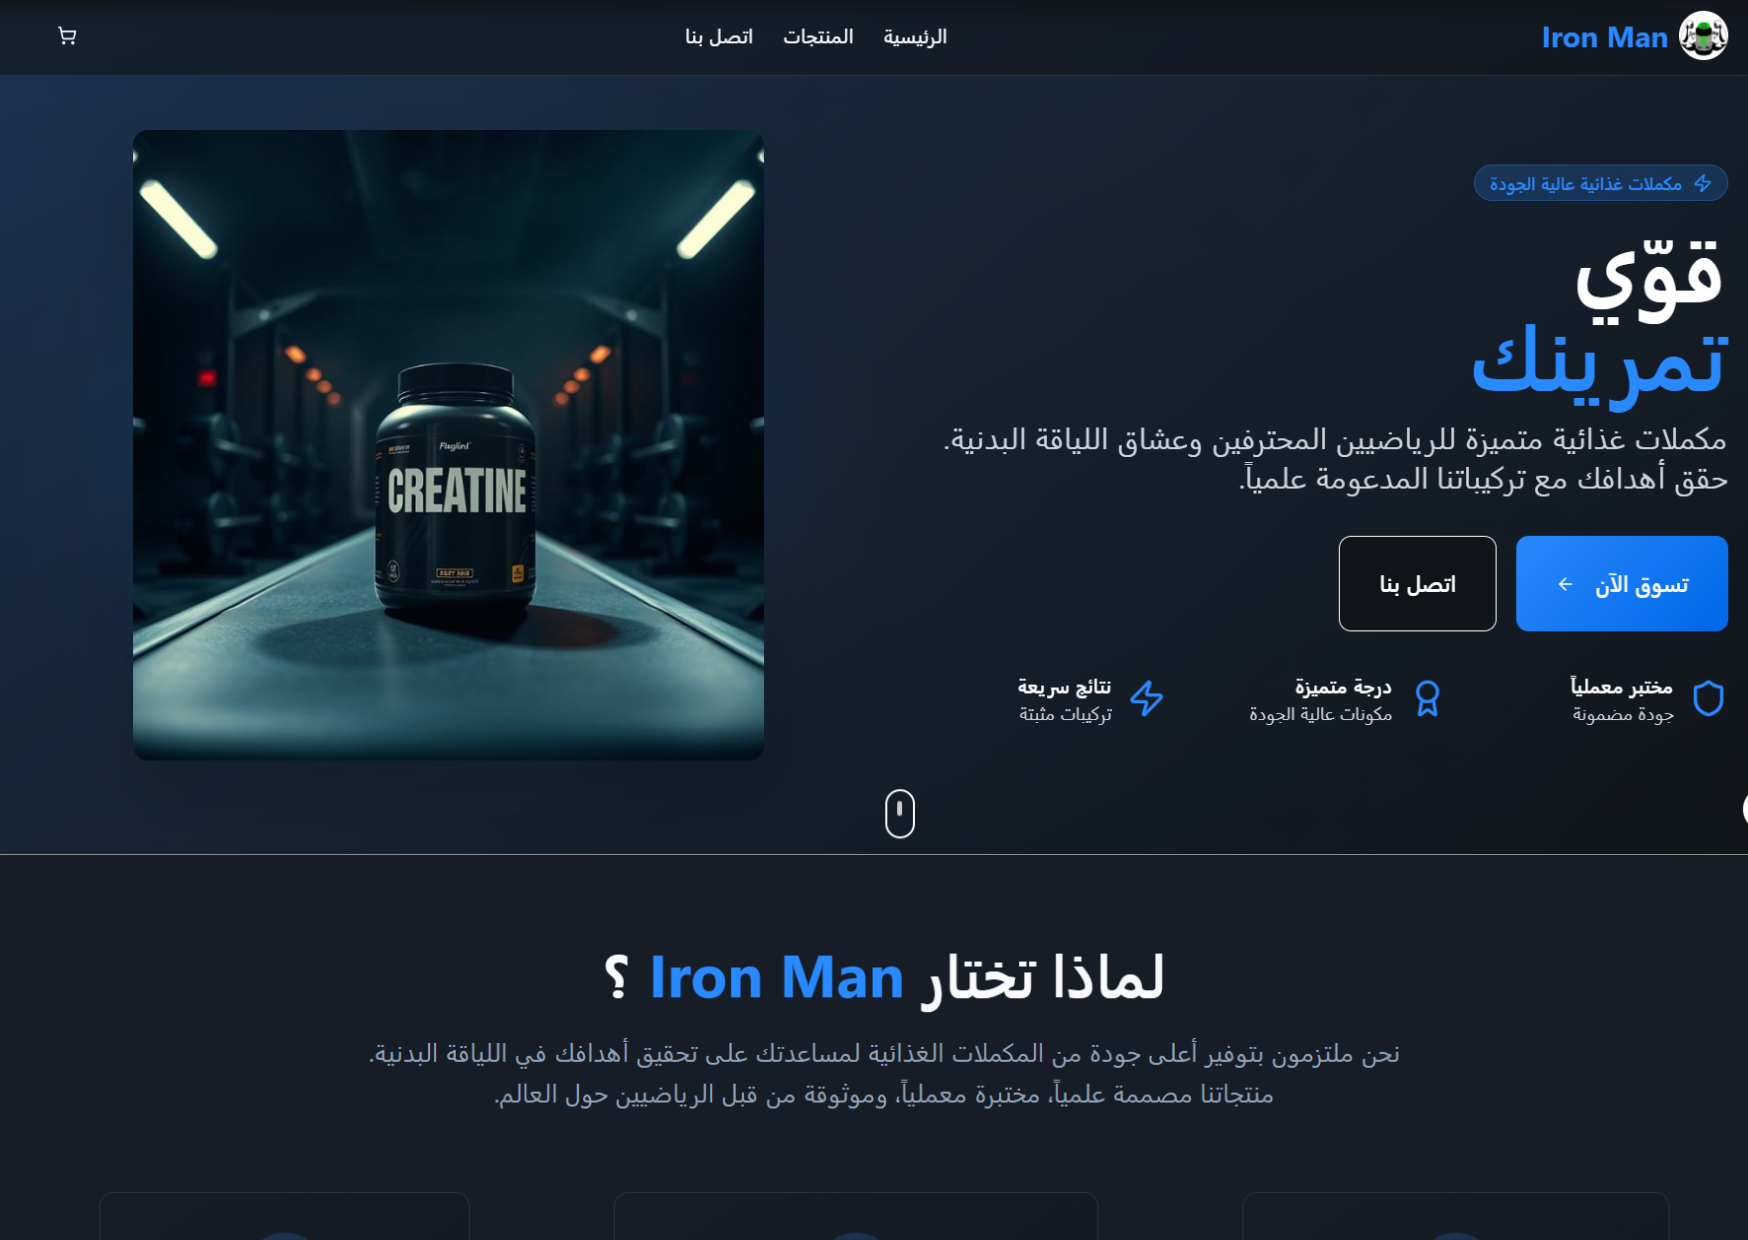 Iron Man
الرئيسية
المنتجات
اتصل بنا
مكملات غذائية عالية الجودة
قوّي
تمرينك
مكملات غذائية متميزة للرياضيين المحترفين وعشاق اللياقة البدنية.
حقق أهدافك مع تركيباتنا المدعومة علمياً.
تسوق الآن
اتصل بنا
مختبر معملياً
جودة مضمونة
درجة متميزة
مكونات عالية الجودة
نتائج سريعة
تركيبات مثبتة
CREATINE
لماذا تختار Iron Man ؟
نحن ملتزمون بتوفير أعلى جودة من المكملات الغذائية لمساعدتك على تحقيق أهدافك في اللياقة البدنية.
منتجاتنا مصممة علمياً، مختبرة معملياً، وموثوقة من قبل الرياضيين حول العالم.